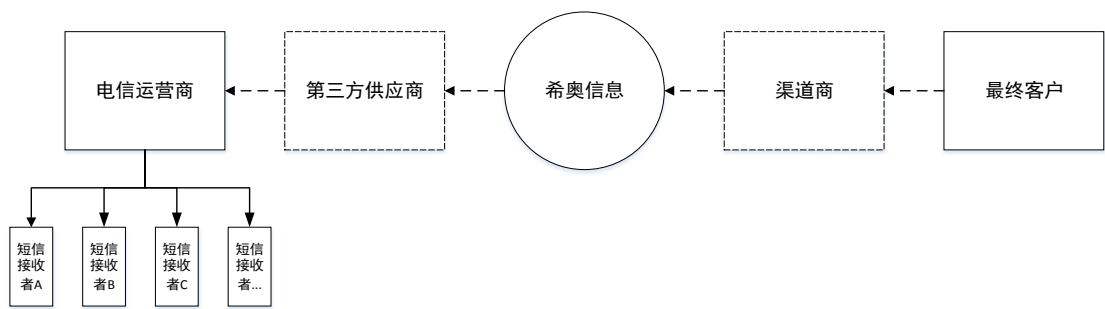 电信运营商
第三方供应商
希奥信息
渠道商
最终客户
短信
接收
者A
短信
接收
者B
短信
接收
者C
短信
接收
者...